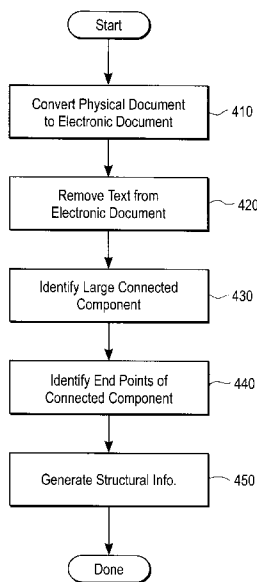 Start
Convert Physical Document
to Electronic Document
410
Remove Text from
Electronic Document
420
Identify Large Connected
Component
430
Identify End Points of
Connected Component
440
Generate Structural Info.
450
Done